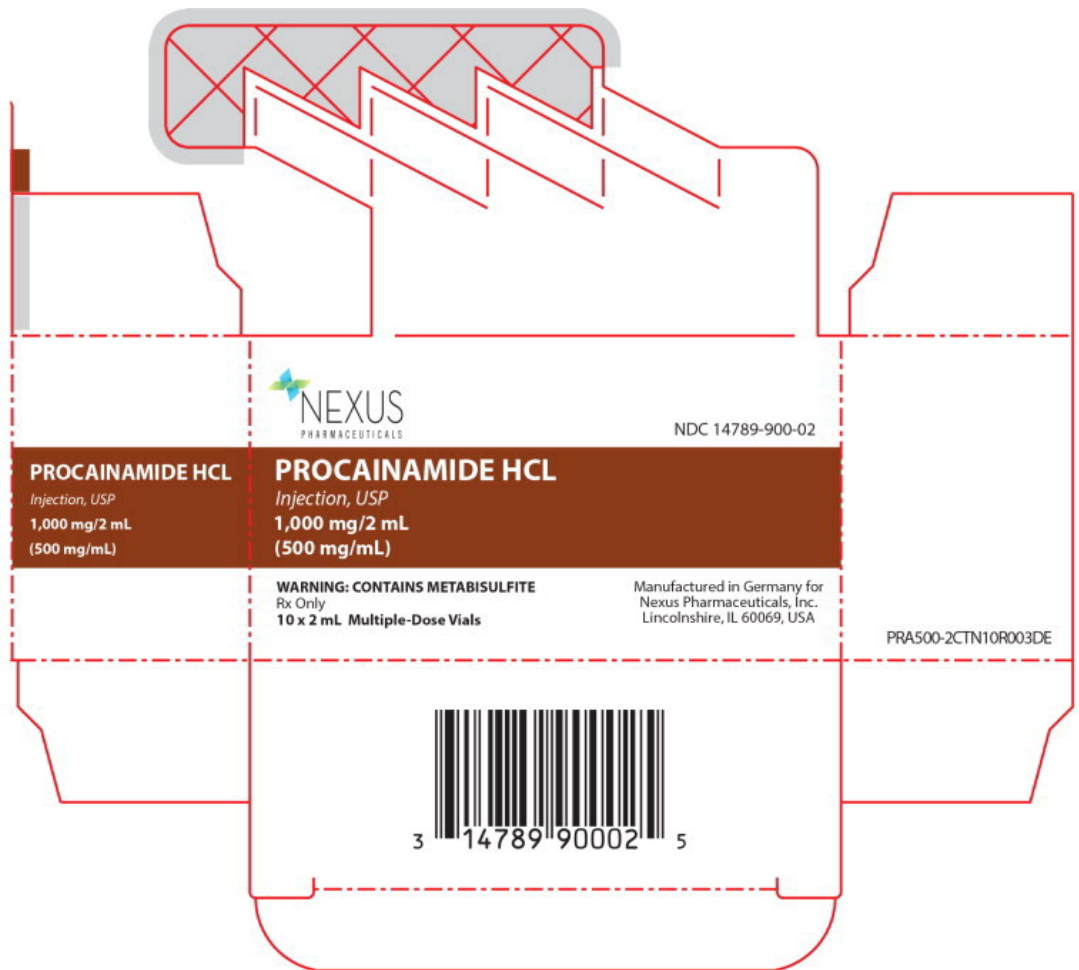 NEXUS
PHARMACEUTICALS
NDC 14789-900-02
PROCAINAMIDE HCL
Injection, USP
1,000 mg/2 mL
(500 mg/mL)
PROCAINAMIDE HCL
Injection, USP
1,000 mg/2 mL
(500 mg/mL)
WARNING: CONTAINS METABISULFITE
Rx Only
10 x 2 mL Multiple-Dose Vials
Manufactured in Germany for
Nexus Pharmaceuticals, Inc.
Lincolnshire, IL 60069, USA
PRA500-2CTN10R003DE
3 14789 90002 5